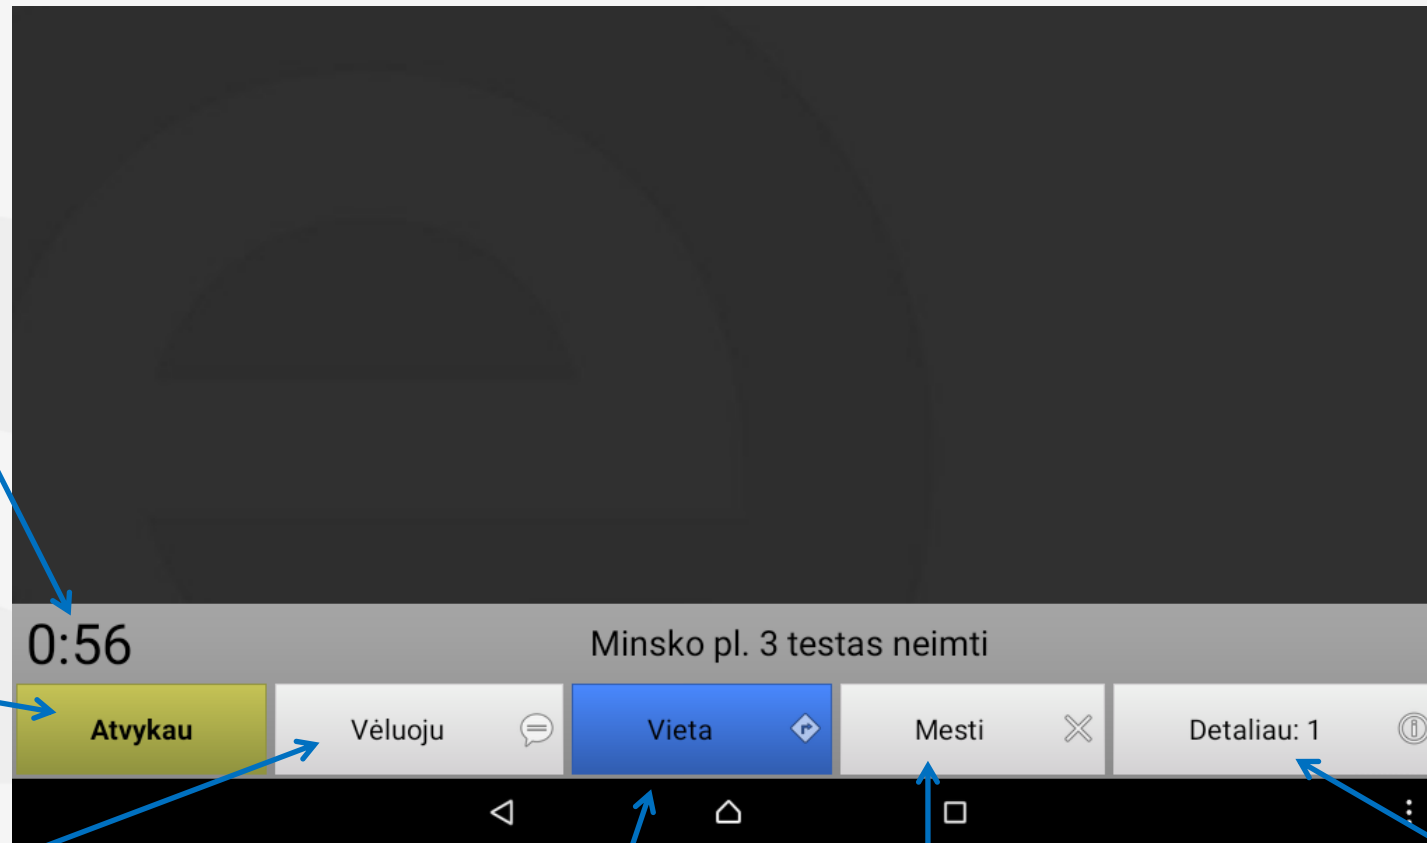 0:56
Minsko pl. 3 testas neimti
Atvykau
Vėluoju
Vieta
Mesti
Detaliau: 1